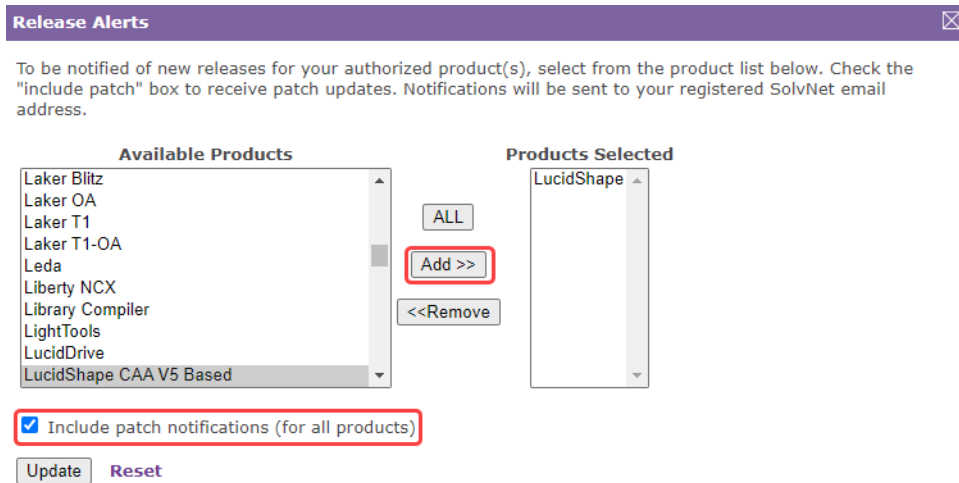 Release Alerts
To be notified of new releases for your authorized product(s), select from the product list below. Check the
"include patch" box to receive patch updates. Notifications will be sent to your registered SolvNet email
address.
Available Products
Laker Blitz
Laker OA
Laker T1
Laker T1-OA
Leda
Liberty NCX
Library Compiler
LightTools
LucidDrive
LucidShape CAA V5 Based
ALL
Add >>
<<Remove
Products Selected
LucidShape
Include patch notifications (for all products)
Update Reset